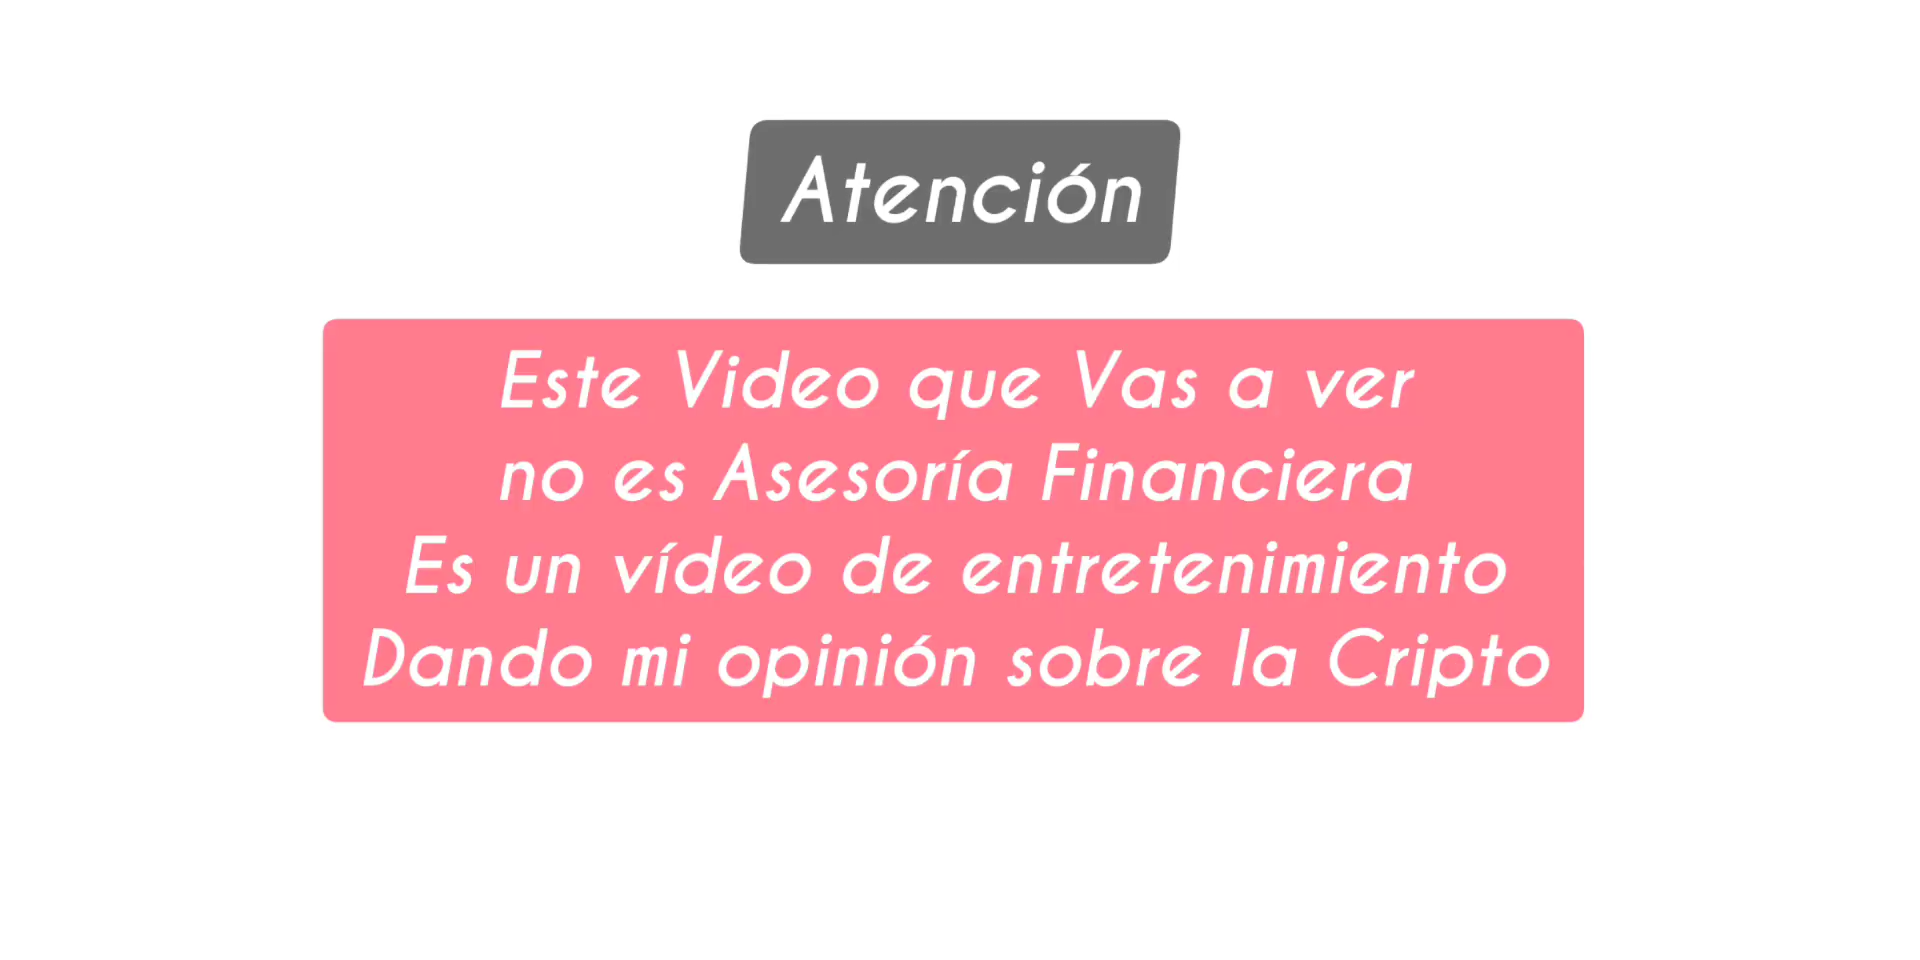 Atención
Este Video que Vas a ver
no es Asesoría Financiera
Es un vídeo de entretenimiento
Dando mi opinión sobre la Cripto